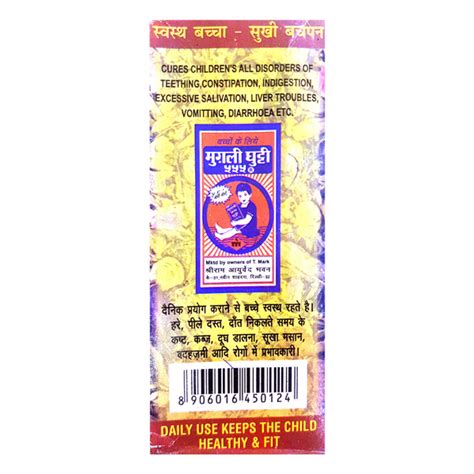 स्वस्थ बच्चा - सुखी बचपन
CURES CHILDREN'S ALL DISORDERS OF
TEETHING,CONSTIPATION, INDIGESTION,
EXCESSIVE SALIVATION, LIVER TROUBLES,
VOMITTING, DIARRHOEA ETC.
बच्चों के लिये
मुगली घुट्टी
५५५
Mktd by owners of T. Mark
श्रीराम आयुर्वेद भवन
दैनिक प्रयोग कराने से बच्चे स्वस्थ रहते है।
हरे, पीले दस्त, दाँत निकलते समय के
कष्ट, कब्ज़, दूध डालना, सूखा मसान,
बदहज़मी आदि रोगों में प्रभावकारी।
8 906016 450124
DAILY USE KEEPS THE CHILD
HEALTHY & FIT